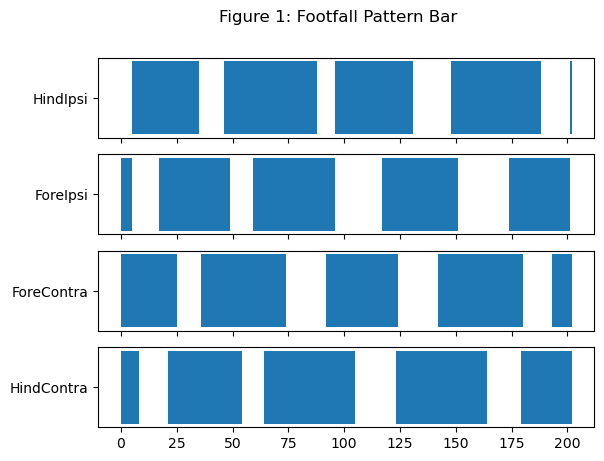 Figure 1: Footfall Pattern Bar
HindIpsi
ForeIpsi
ForeContra
HindContra
0 25 50 75 100 125 150 175 200